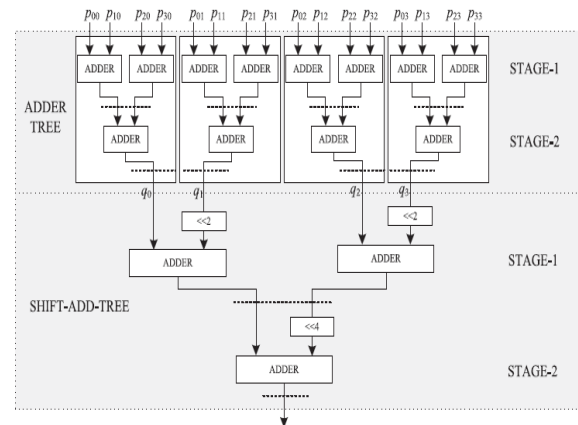 p00 p10 p20 p30 p01 p11 p21 p31 p02 p12 p22 p32 p03 p13 p23 p33
ADDER ADDER ADDER ADDER ADDER ADDER ADDER ADDER STAGE-1
ADDER TREE
ADDER ADDER ADDER ADDER STAGE-2
q0 q1 q2 q3
<<2 <<2
ADDER ADDER STAGE-1
SHIFT-ADD-TREE
<<4
ADDER STAGE-2